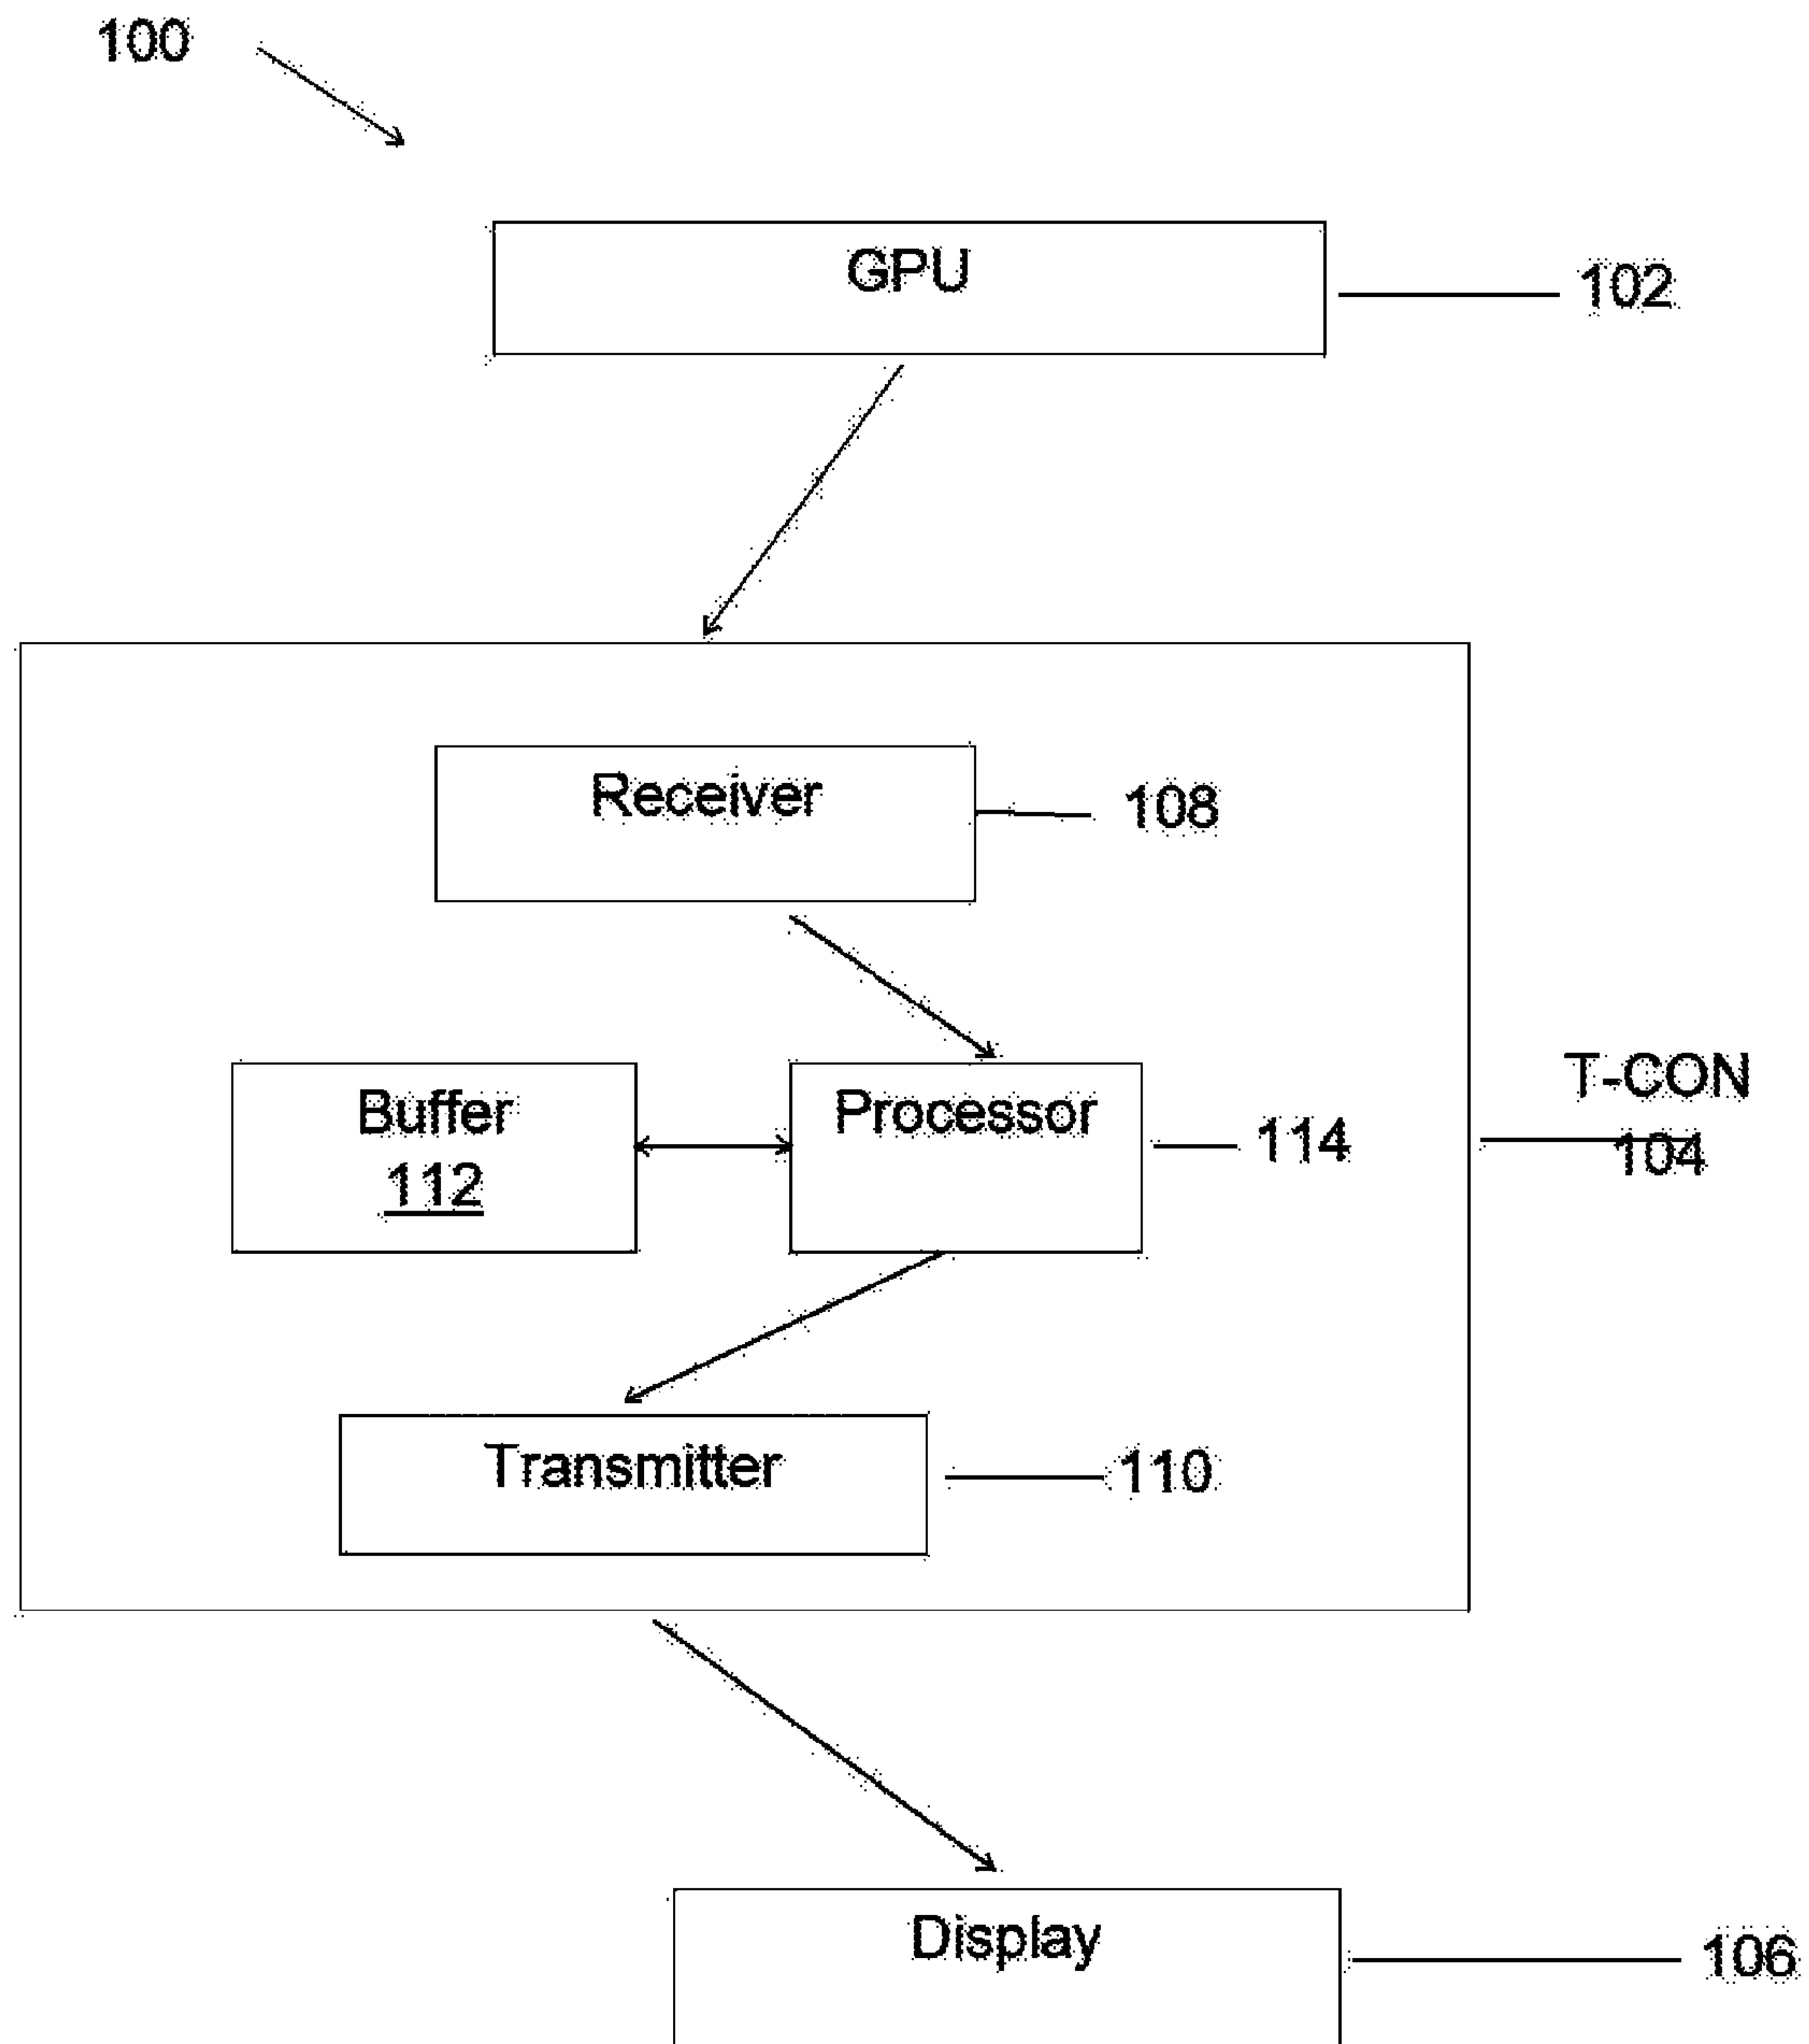 100
GPU
102
Receiver
108
Buffer
112
Processor
114
T-CON
104
Transmitter
110
Display
106